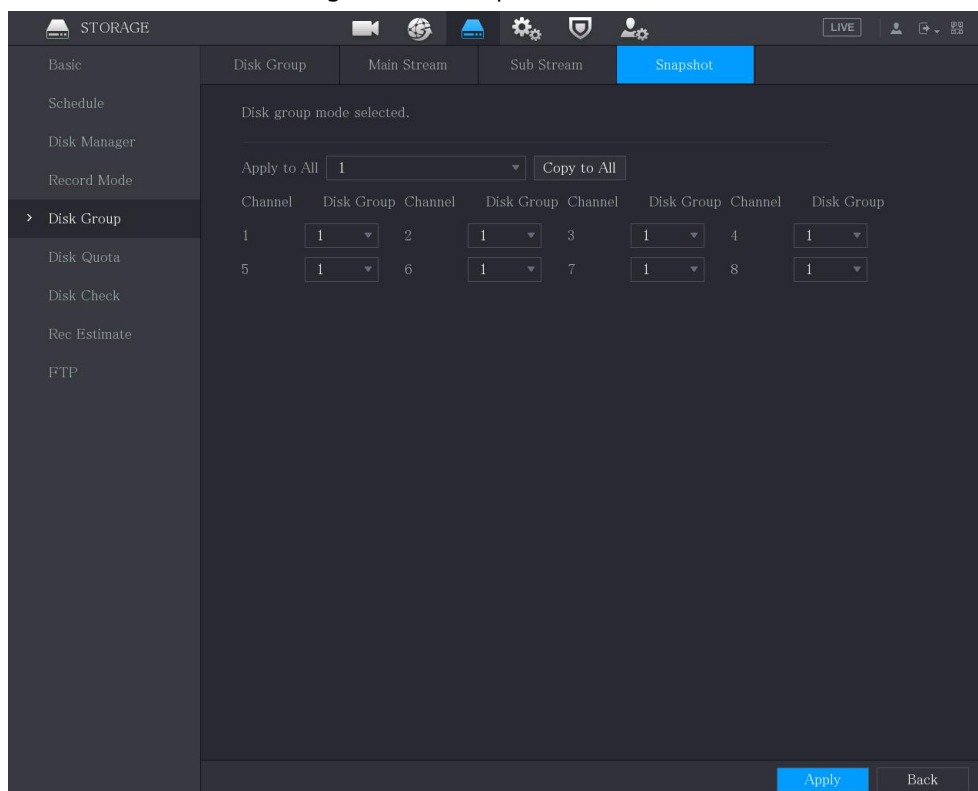 STORAGE LIVE
Basic
Schedule
Disk Manager
Record Mode
Disk Group
Disk Quota
Disk Check
Rec Estimate
FTP
Disk Group Main Stream Sub Stream Snapshot
Disk group mode selected.
Apply to All 1 Copy to All
Channel Disk Group Channel Disk Group Channel Disk Group Channel Disk Group
1 1 2 1 3 1 4 1
5 1 6 1 7 1 8 1
Apply Back